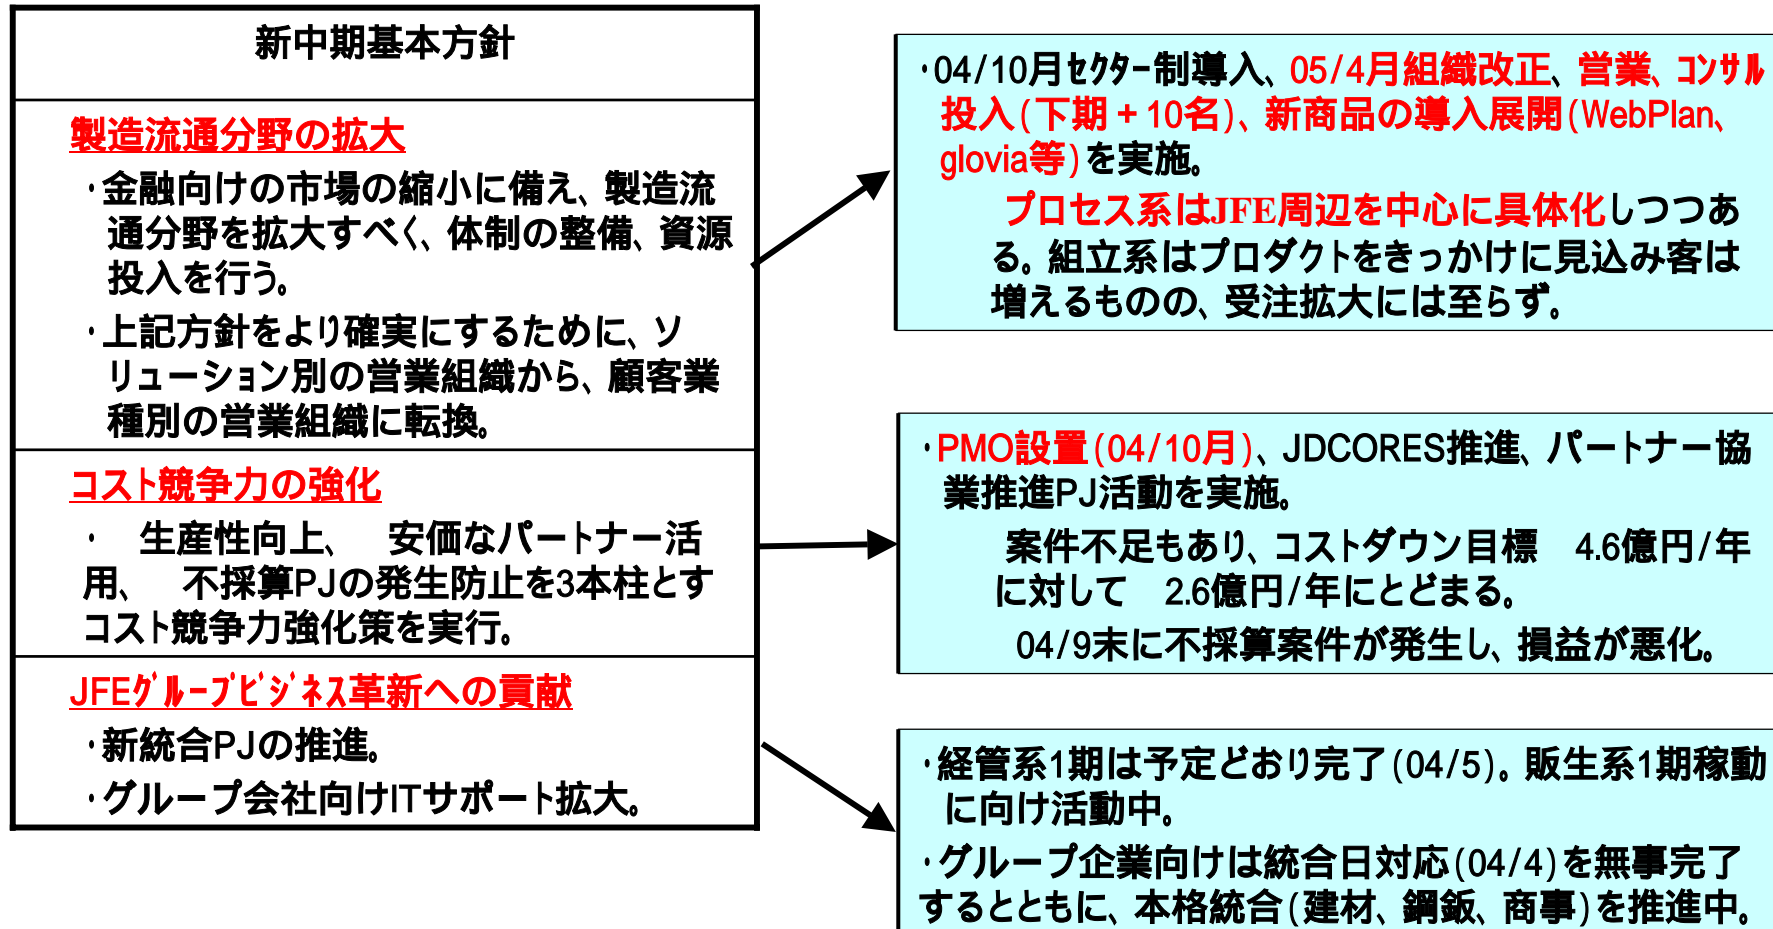 新中期基本方針
製造流通分野の拡大
・金融向けの市場の縮小に備え、製造流
通分野を拡大すべく、体制の整備、資源
投入を行う。
・上記方針をより確実にするために、ソ
リューション別の営業組織から、顧客業
種別の営業組織に転換。
コスト競争力の強化
・　生産性向上、　安価なパートナー活
用、　不採算PJの発生防止を3本柱とす
コスト競争力強化策を実行。
JFEｸﾞﾙｰﾌﾟﾋﾞｼﾞﾈｽ革新への貢献
・新統合PJの推進。
・グループ会社向けITサポート拡大。
・04/10月ｾｸﾀｰ制導入、05/4月組織改正、営業、ｺﾝｻﾙ
投入(下期+10名)、新商品の導入展開(WebPlan、
glovia等)を実施。
プロセス系はJFE周辺を中心に具体化しつつあ
る。組立系はプロダクトをきっかけに見込み客は
増えるものの、受注拡大には至らず。
・PMO設置(04/10月)、JDCORES推進、パートナー協
業推進PJ活動を実施。
案件不足もあり、コストダウン目標　4.6億円/年
に対して　2.6億円/年にとどまる。
04/9末に不採算案件が発生し、損益が悪化。
・経管系1期は予定どおり完了(04/5)。販生系1期稼動
に向け活動中。
・グループ企業向けは統合日対応(04/4)を無事完了
するとともに、本格統合(建材、鋼鈑、商事)を推進中。